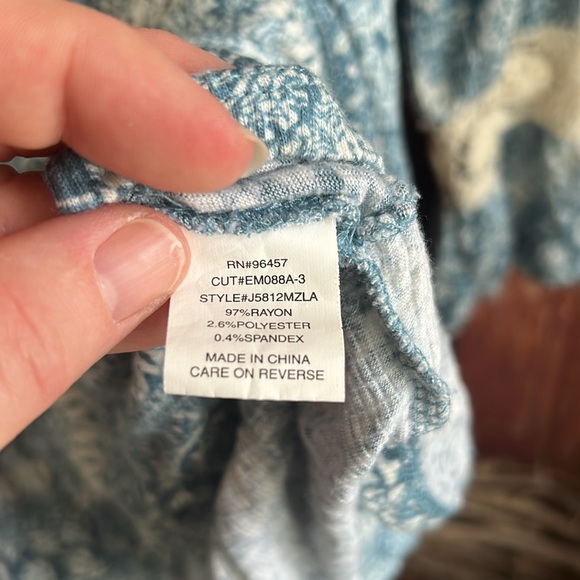 RN#96457
CUT#EM088A-3
STYLE#J5812MZLA
97%RAYON
2.6%POLYESTER
0.4%SPANDEX
MADE IN CHINA
CARE ON REVERSE